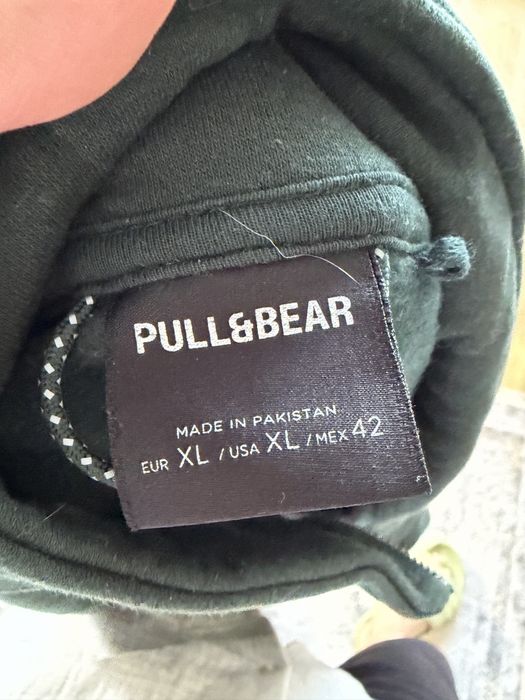 PULL&BEAR
MADE IN PAKISTAN
EUR XL / USA XL / MEX 42